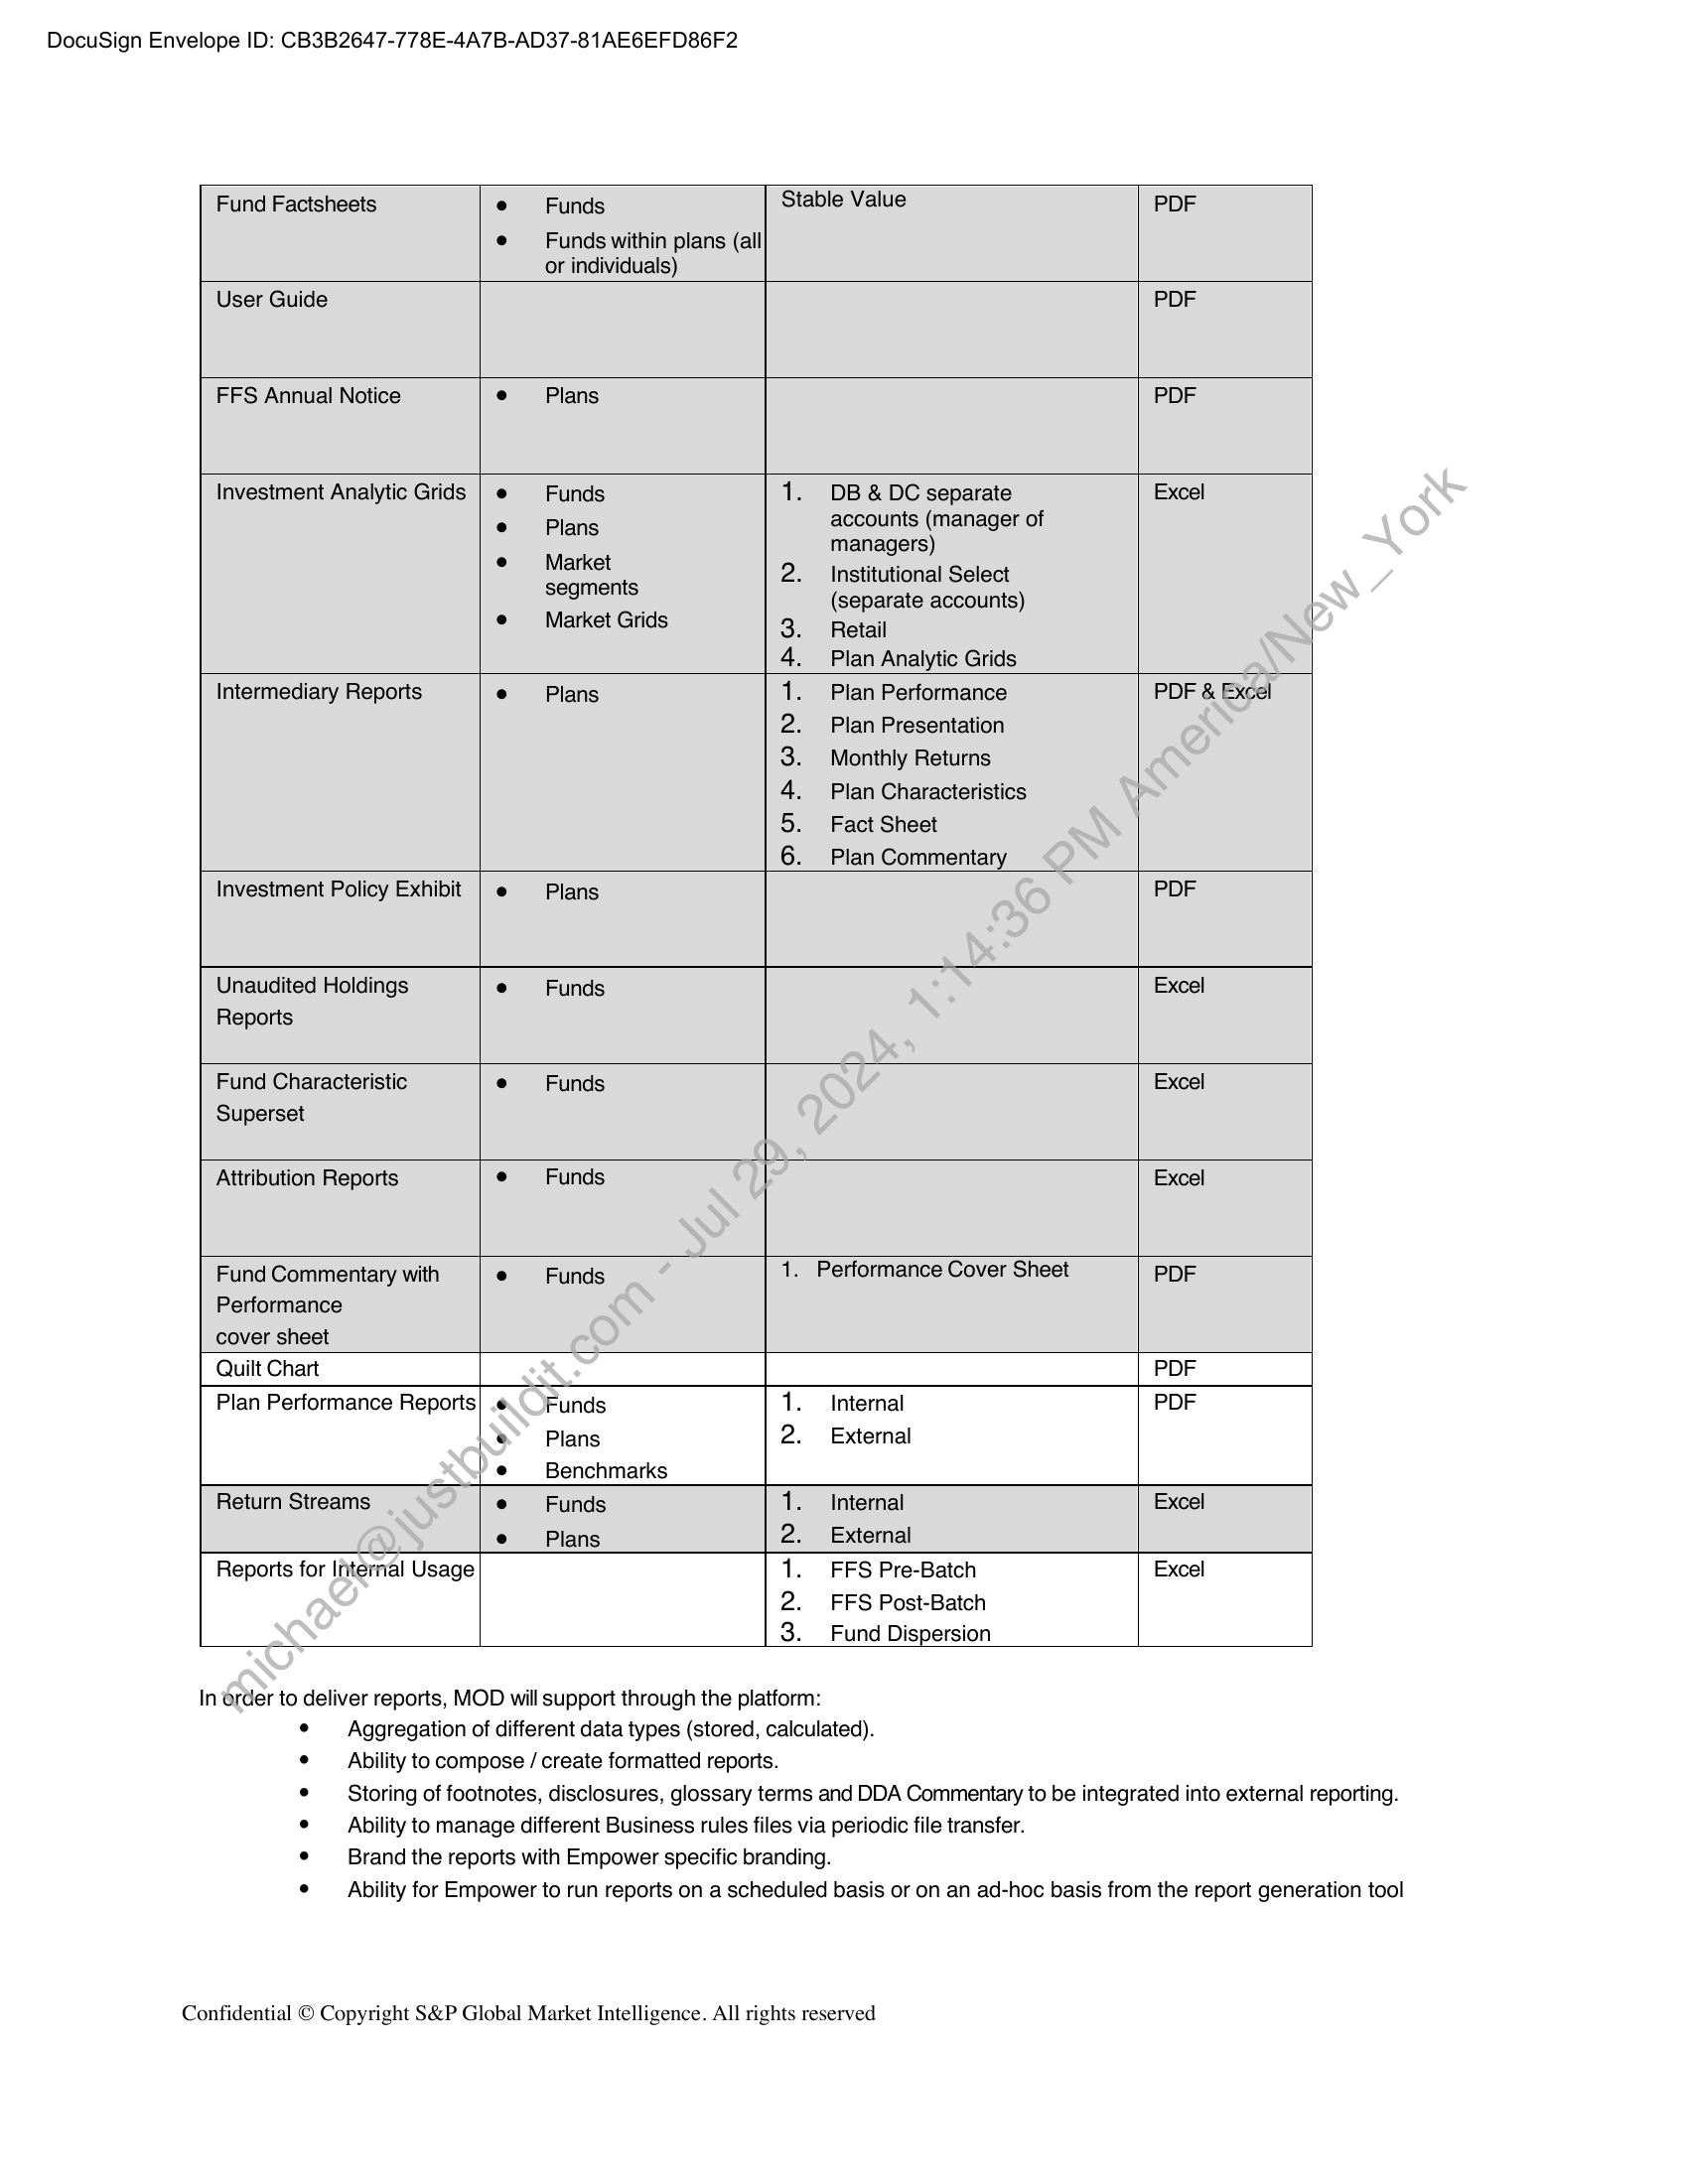 DocuSign Envelope ID: CB3B2647-778E-4A7B-AD37-81AE6EFD86F2
Fund Factsheets
• Funds
• Funds within plans (all
or individuals)
Stable Value
PDF
User Guide
PDF
FFS Annual Notice
• Plans
PDF
Investment Analytic Grids
• Funds
• Plans
• Market
segments
• Market Grids
1. DB & DC separate
accounts (manager of
managers)
2. Institutional Select
(separate accounts)
3. Retail
4. Plan Analytic Grids
Excel
Intermediary Reports
• Plans
1. Plan Performance
2. Plan Presentation
3. Monthly Returns
4. Plan Characteristics
5. Fact Sheet
6. Plan Commentary
PDF & Excel
Investment Policy Exhibit
• Plans
PDF
Unaudited Holdings
Reports
• Funds
Excel
Fund Characteristic
Superset
• Funds
Excel
Attribution Reports
• Funds
Excel
Fund Commentary with
Performance
cover sheet
• Funds
1. Performance Cover Sheet
PDF
Quilt Chart
PDF
Plan Performance Reports
• Funds
• Plans
• Benchmarks
1. Internal
2. External
PDF
Return Streams
• Funds
• Plans
1. Internal
2. External
Excel
Reports for Internal Usage
1. FFS Pre-Batch
2. FFS Post-Batch
3. Fund Dispersion
Excel
In order to deliver reports, MOD will support through the platform:
• Aggregation of different data types (stored, calculated).
• Ability to compose / create formatted reports.
• Storing of footnotes, disclosures, glossary terms and DDA Commentary to be integrated into external reporting.
• Ability to manage different Business rules files via periodic file transfer.
• Brand the reports with Empower specific branding.
• Ability for Empower to run reports on a scheduled basis or on an ad-hoc basis from the report generation tool
Confidential © Copyright S&P Global Market Intelligence. All rights reserved
michael@justbuildit.com - Jul 29, 2024, 1:14:36 PM America/New_York